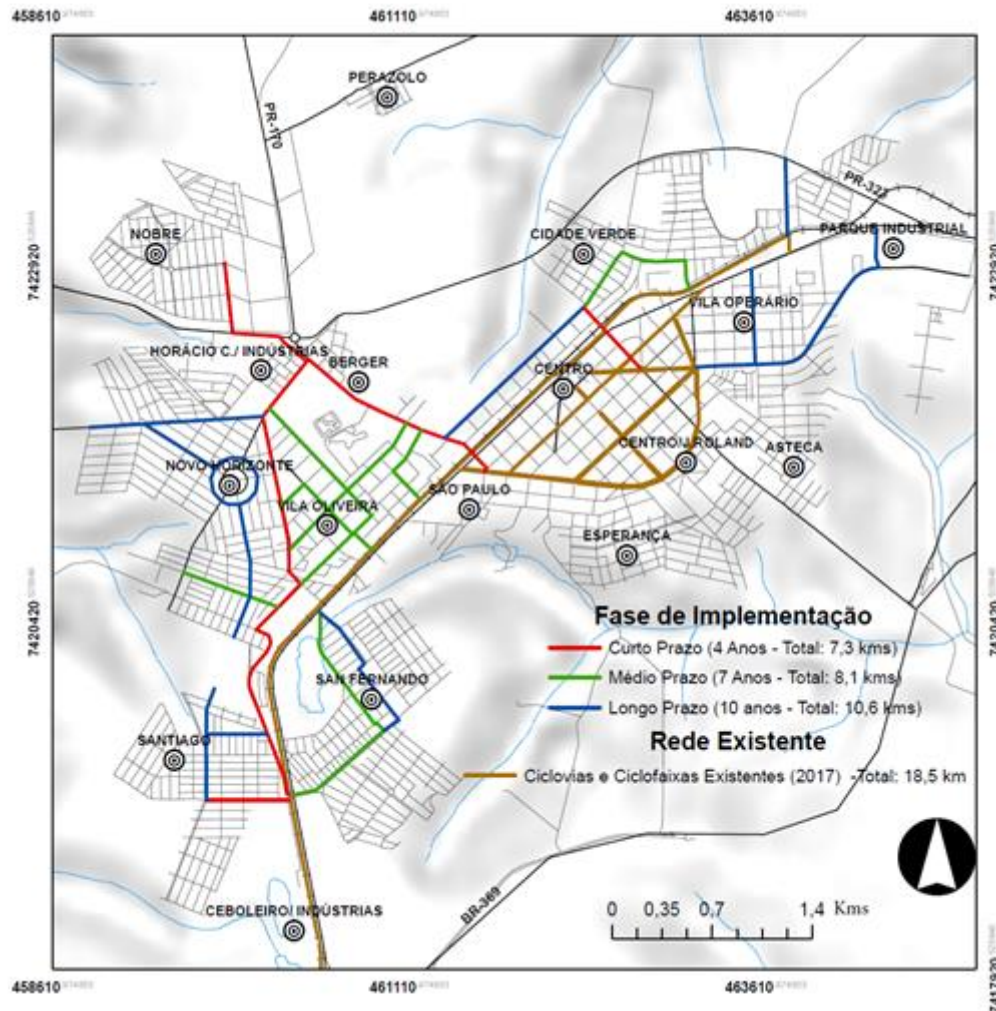 458610
461110
463610
PERAZOLO
PR-170
PR-323
NOBRE
CIDADE VERDE
PARQUE INDUSTRIAL
7422920
7422920
VILA OPERÁRIO
HORÁCIO C./ INDÚSTRIAS
BERGER
CENTRO
CENTRO/J ROLAND
ASTECA
NOVO HORIZONTE
SÃO PAULO
VILA OLIVEIRA
ESPERANÇA
7420420
7420420
Fase de Implementação
Curto Prazo (4 Anos - Total: 7,3 kms)
Médio Prazo (7 Anos - Total: 8,1 kms)
Longo Prazo (10 anos - Total: 10,6 kms)
SAN FERNANDO
Rede Existente
SANTIAGO
Ciclovias e Ciclofaixas Existentes (2017) -Total: 18,5 km
CEBOLEIRO/ INDÚSTRIAS
BR-369
0 0,35 0,7 1,4 Kms
7417920
458610
461110
463610